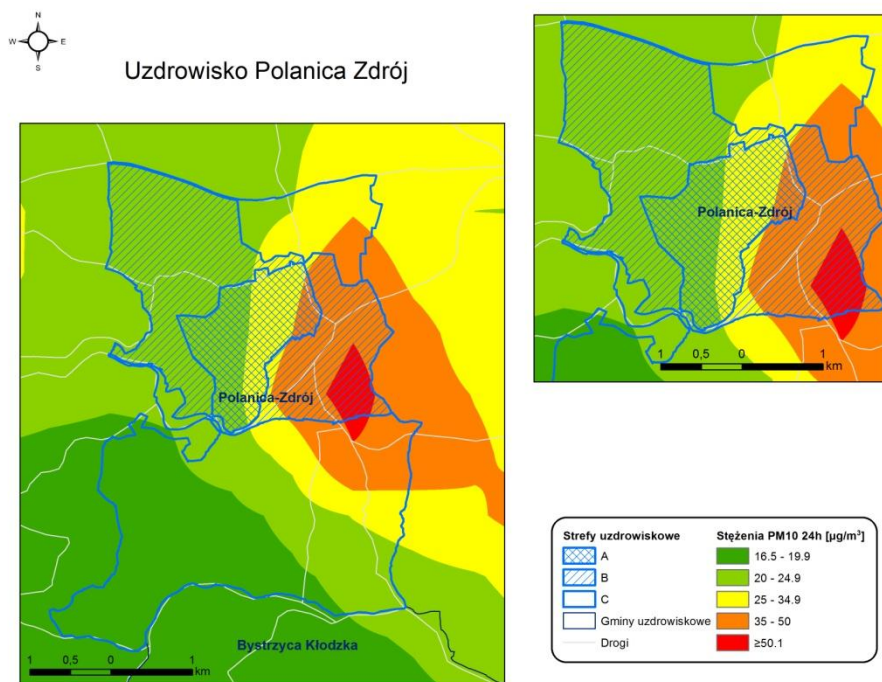 N
W E
S
Uzdrowisko Polanica Zdrój
Polanica-Zdrój
Bystrzyca Kłodzka
1 0,5 0 1
km
Polanica-Zdrój
1 0,5 0 1
km
Strefy uzdrowiskowe
A
B
C
Gminy uzdrowiskowe
Drogi
Stężenia PM10 24h [µg/m³]
16.5 - 19.9
20 - 24.9
25 - 34.9
35 - 50
≥50.1